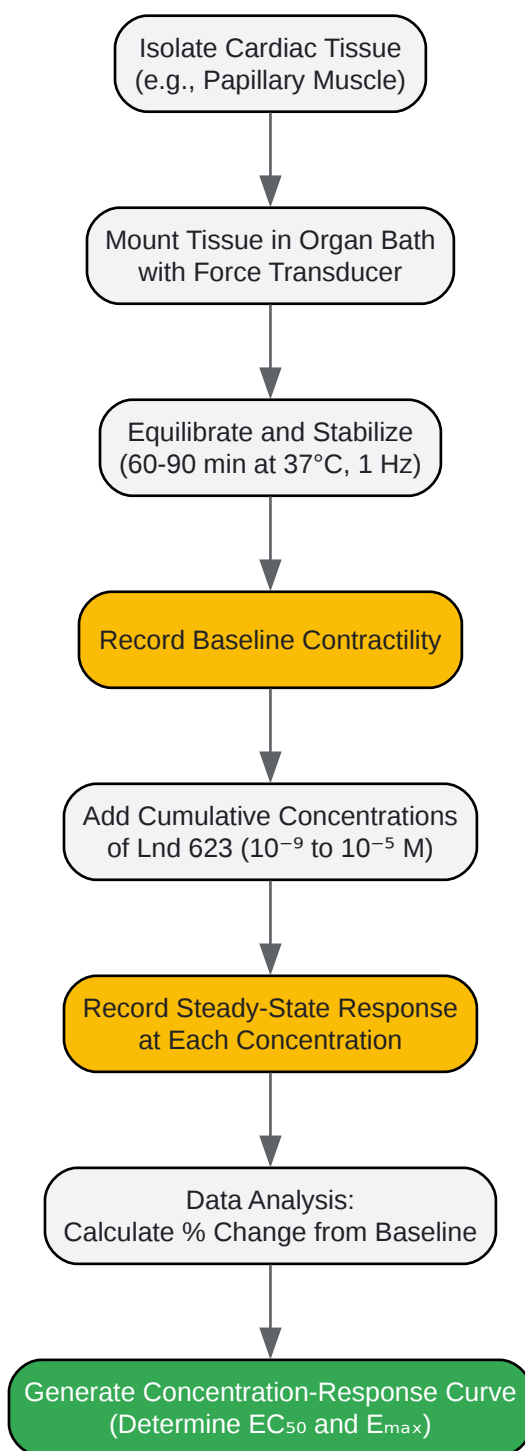 Isolate Cardiac Tissue
(e.g., Papillary Muscle)
Mount Tissue in Organ Bath
with Force Transducer
Equilibrate and Stabilize
(60-90 min at 37°C, 1 Hz)
Record Baseline Contractility
Add Cumulative Concentrations
of Lnd 623 (10⁻⁹ to 10⁻⁵ M)
Record Steady-State Response
at Each Concentration
Data Analysis:
Calculate % Change from Baseline
Generate Concentration-Response Curve
(Determine EC₅₀ and Eₘₐₓ)